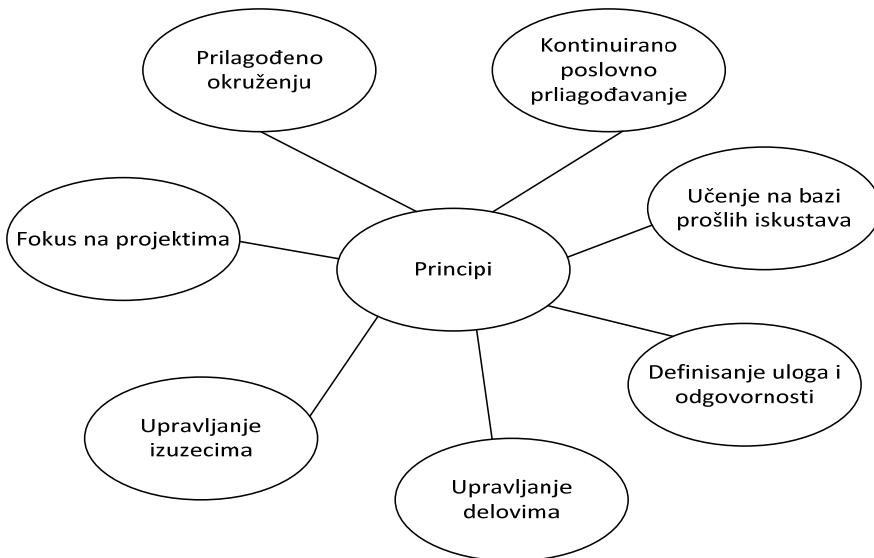 Prilagođeno
okruženju
Kontinuirano
poslovno
prliagođavanje
Učenje na bazi
prošlih iskustava
Fokus na projektima
Principi
Definisanje uloga i
odgovornosti
Upravljanje
izuzecima
Upravljanje
delovima